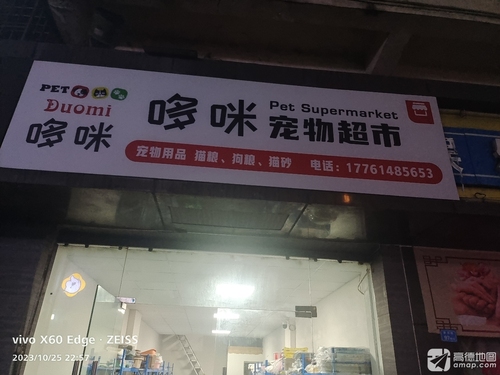 PET
Duomi
哆咪
哆咪
Pet Supermarket
宠物超市
宠物用品 猫粮、狗粮、猫砂 电话：17761485653
vivo X60 Edge · ZEISS
2023/10/25 22:57
高德地图
amap.com